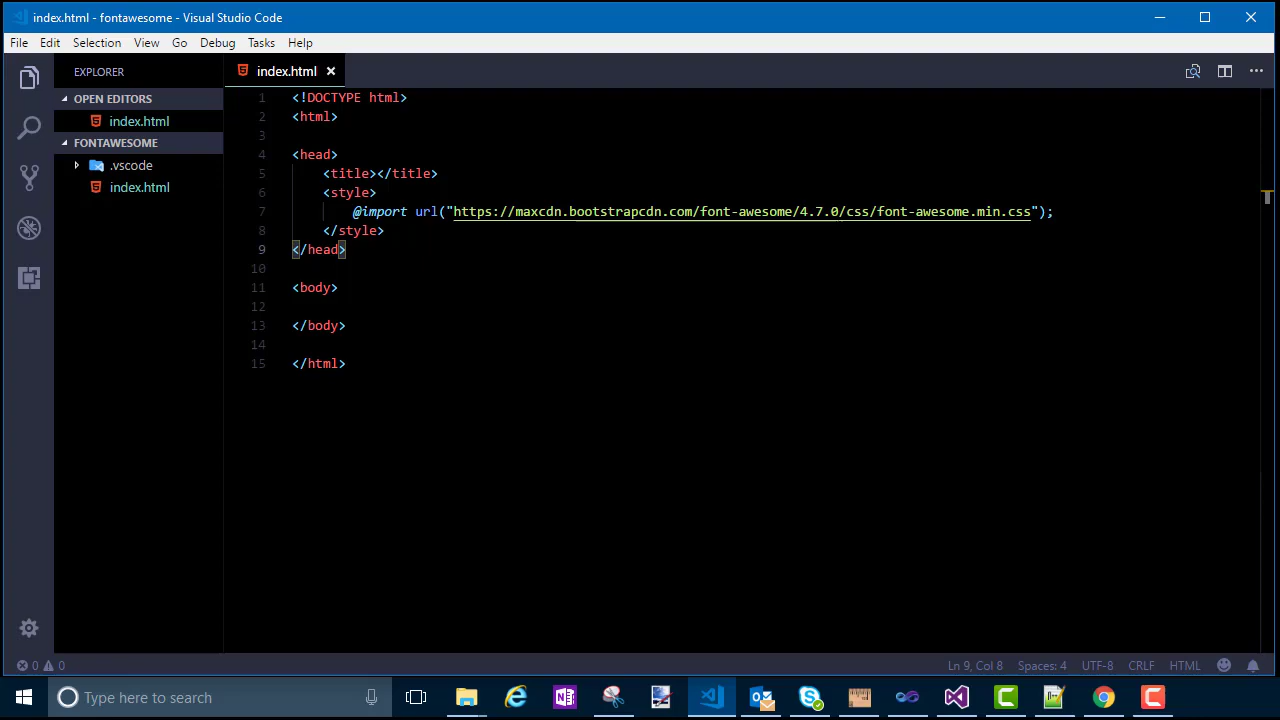 index.html - fontawesome - Visual Studio Code
File Edit Selection View Go Debug Tasks Help
EXPLORER
OPEN EDITORS
index.html
FONTAWESOME
.vscode
index.html
index.html
1 <!DOCTYPE html>
2 <html>
3
4 <head>
5 <title></title>
6 <style>
7 @import url("https://maxcdn.bootstrapcdn.com/font-awesome/4.7.0/css/font-awesome.min.css");
8 </style>
9 </head>
10
11 <body>
12
13 </body>
14
15 </html>
0 0 Ln 9, Col 8 Spaces: 4 UTF-8 CRLF HTML
Type here to search